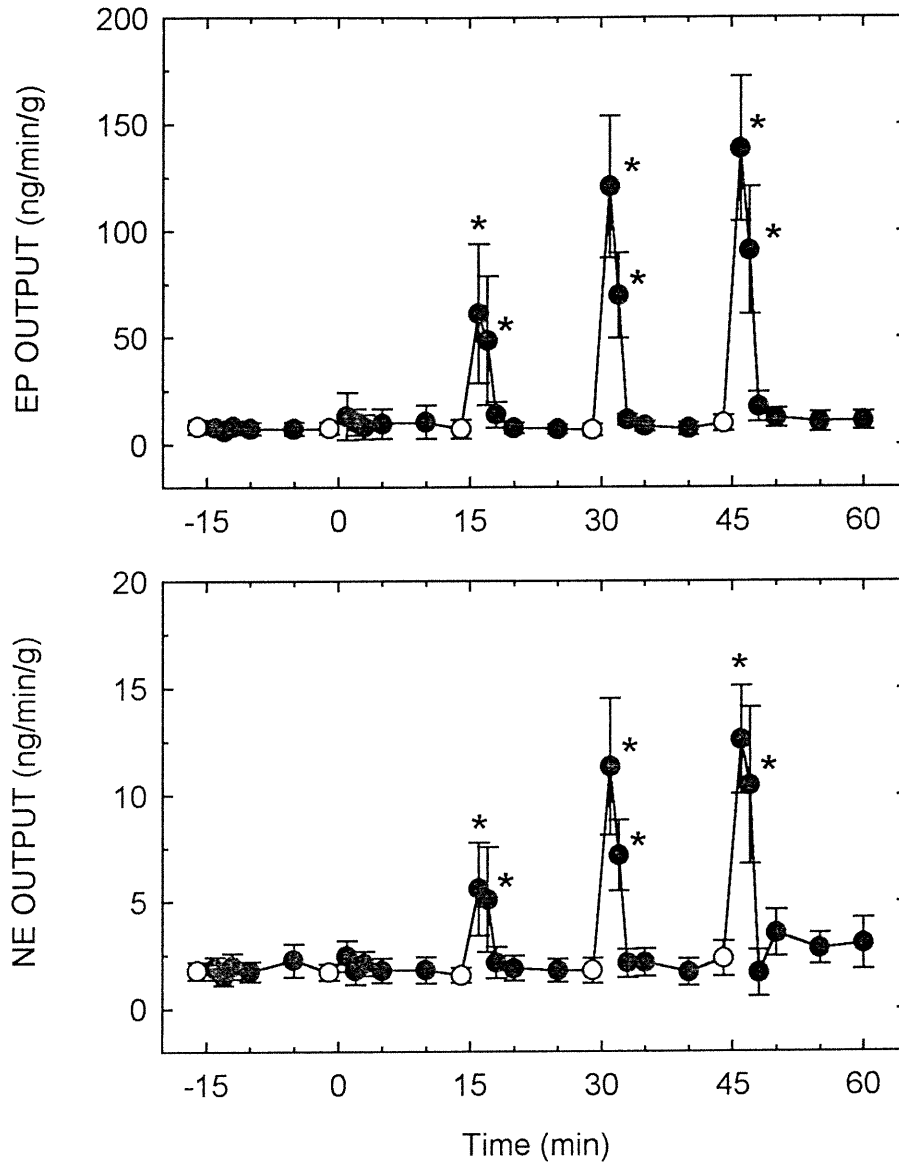 EP OUTPUT (ng/min/g)
200
150
100
50
0
* * * * * *
-15 0 15 30 45 60
NE OUTPUT (ng/min/g)
20
15
10
5
0
* * * * * *
-15 0 15 30 45 60
Time (min)